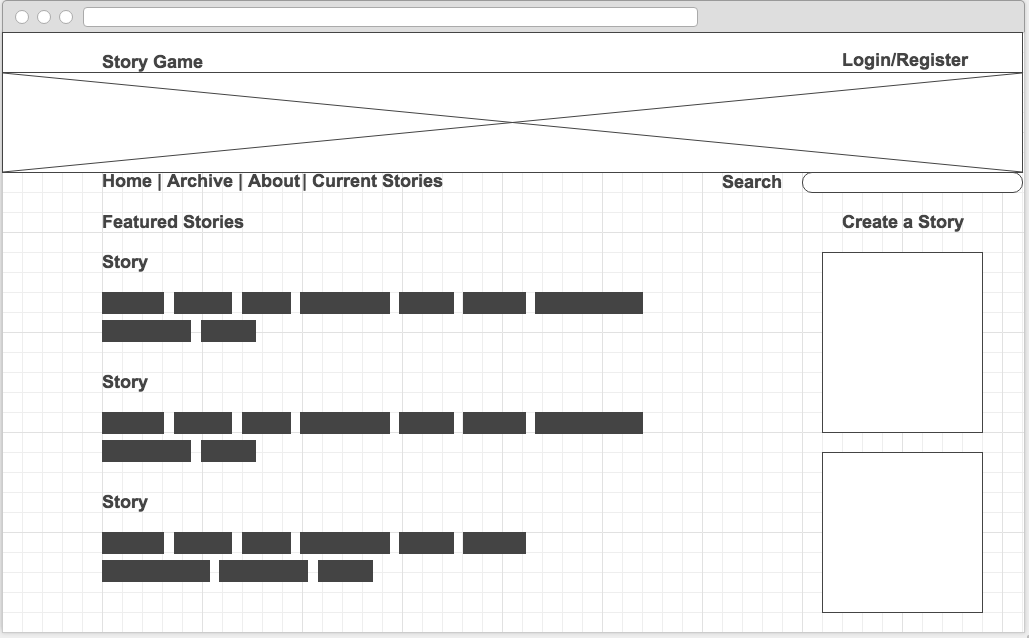 Story Game Login/Register
Home | Archive | About| Current Stories Search
Featured Stories Create a Story
Story
Story
Story